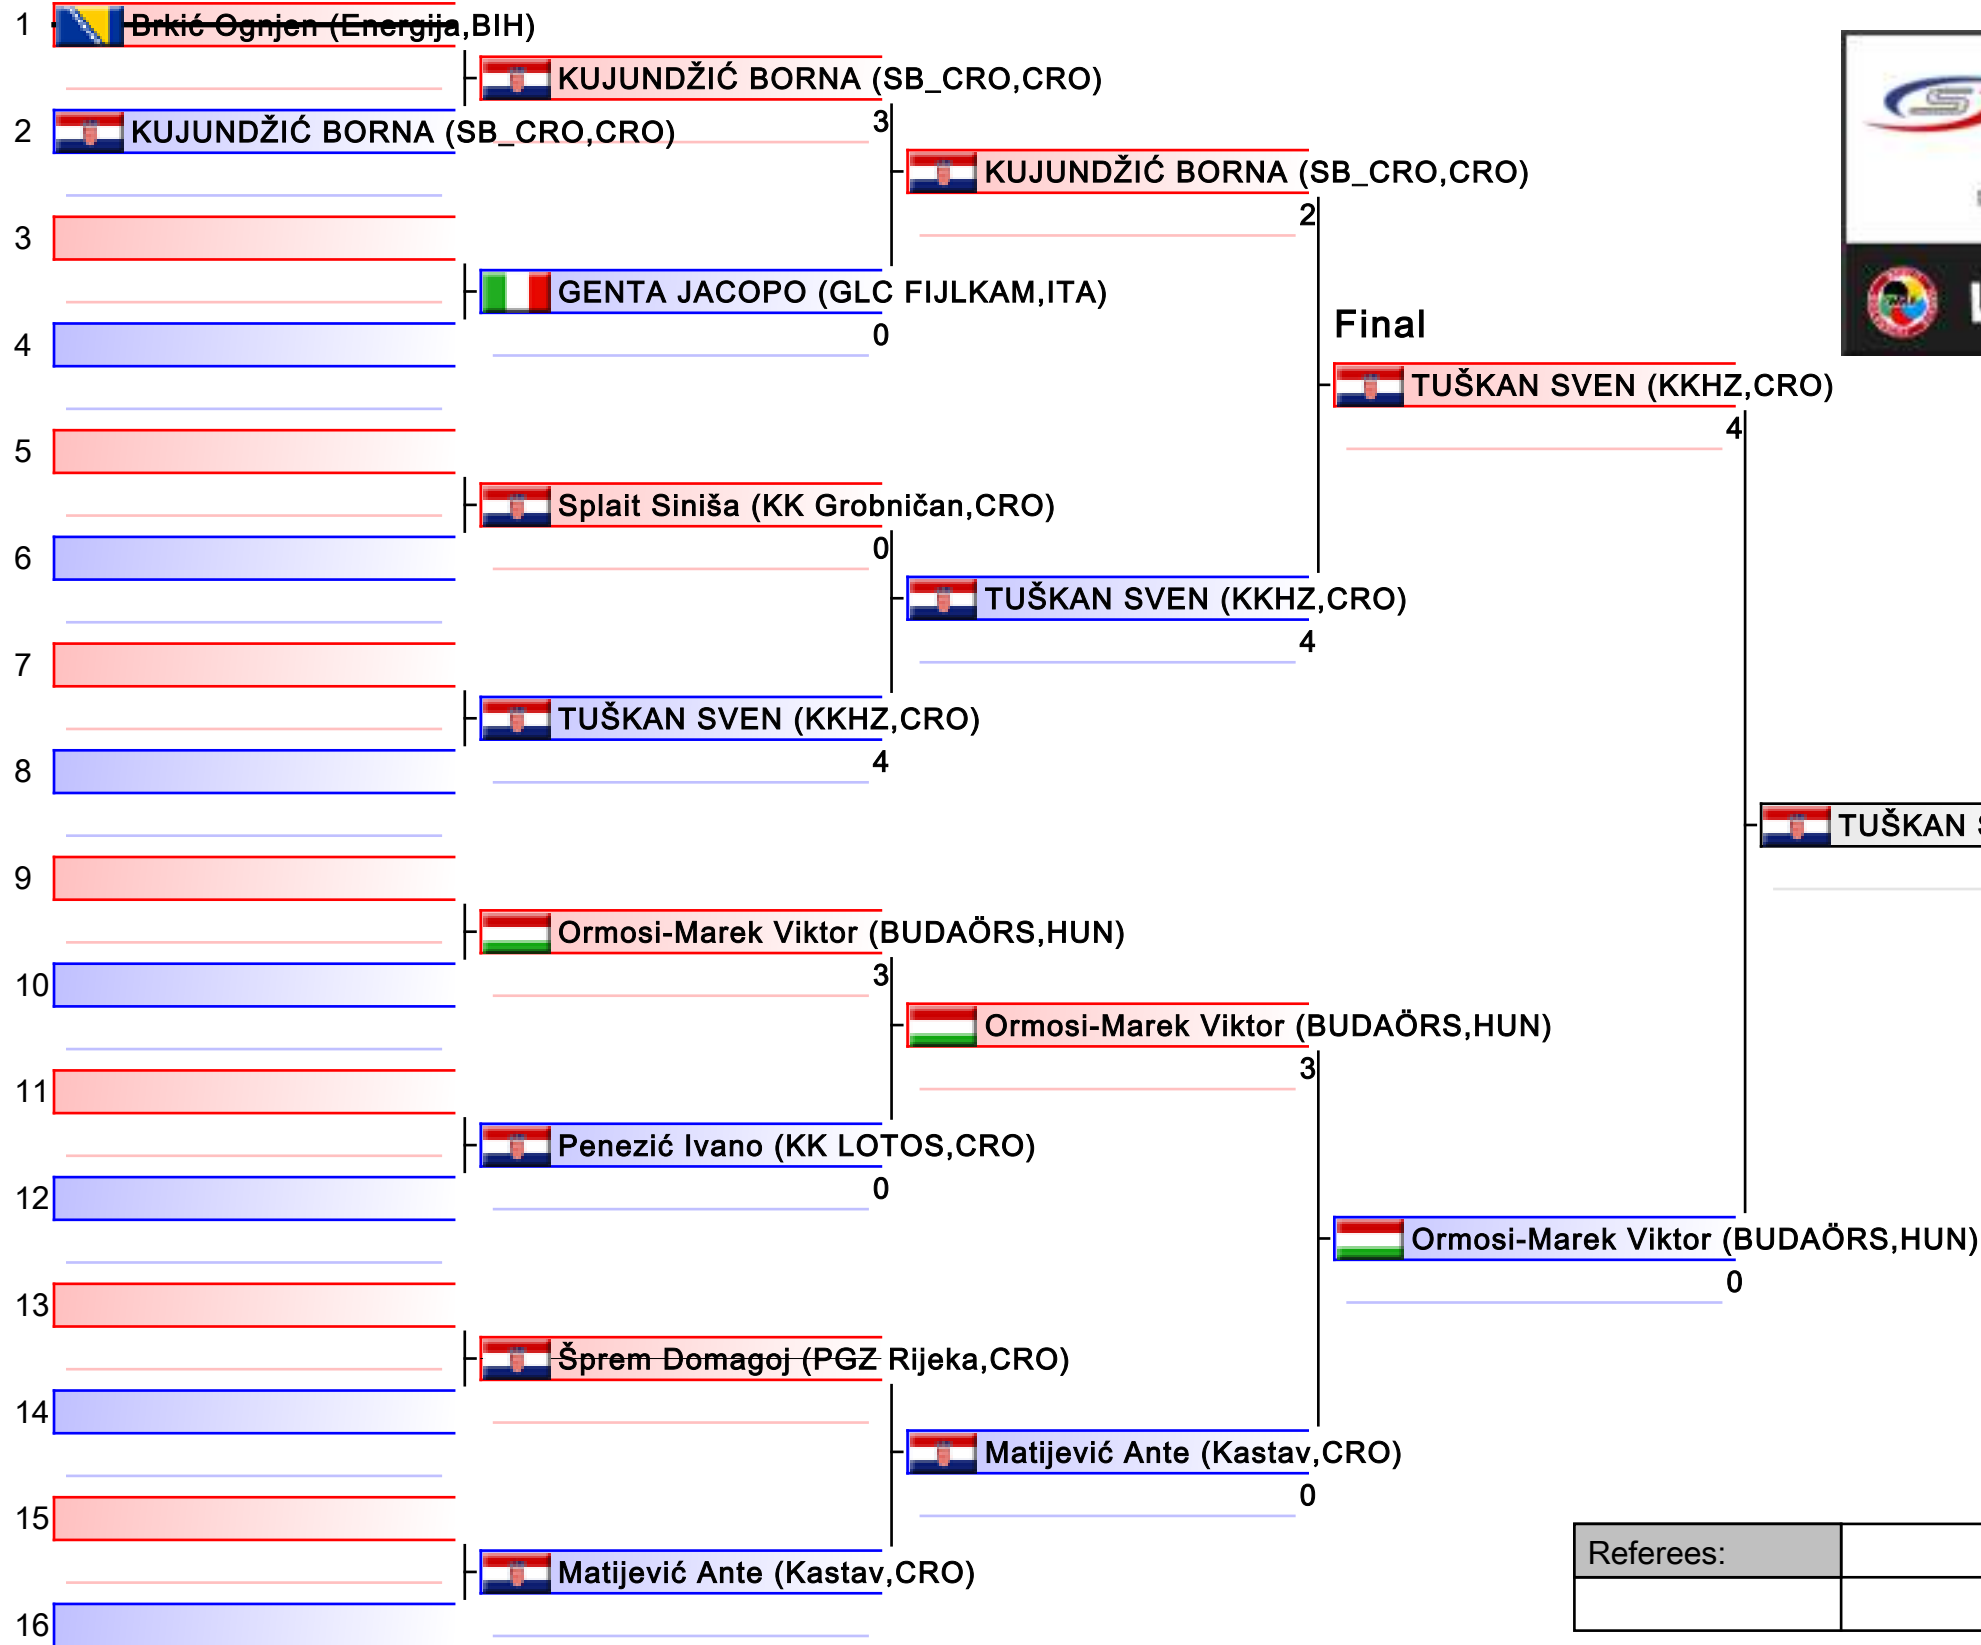 1 Brkić Ognjen (Energija,BIH)
KUJUNDŽIĆ BORNA (SB_CRO,CRO)
3
2 KUJUNDŽIĆ BORNA (SB_CRO,CRO)
KUJUNDŽIĆ BORNA (SB_CRO,CRO)
2
3
GENTA JACOPO (GLC FIJLKAM,ITA)
0
4
Final
TUŠKAN SVEN (KKHZ,CRO)
4
5
Splait Siniša (KK Grobničan,CRO)
0
6
TUŠKAN SVEN (KKHZ,CRO)
4
7
TUŠKAN SVEN (KKHZ,CRO)
4
8
TUŠKAN
9
Ormosi-Marek Viktor (BUDAÖRS,HUN)
3
10
Ormosi-Marek Viktor (BUDAÖRS,HUN)
3
11
Penezić Ivano (KK LOTOS,CRO)
0
12
Ormosi-Marek Viktor (BUDAÖRS,HUN)
0
13
Šprem Domagoj (PGZ Rijeka,CRO)
14
Matijević Ante (Kastav,CRO)
0
15
Matijević Ante (Kastav,CRO)
16
Referees: